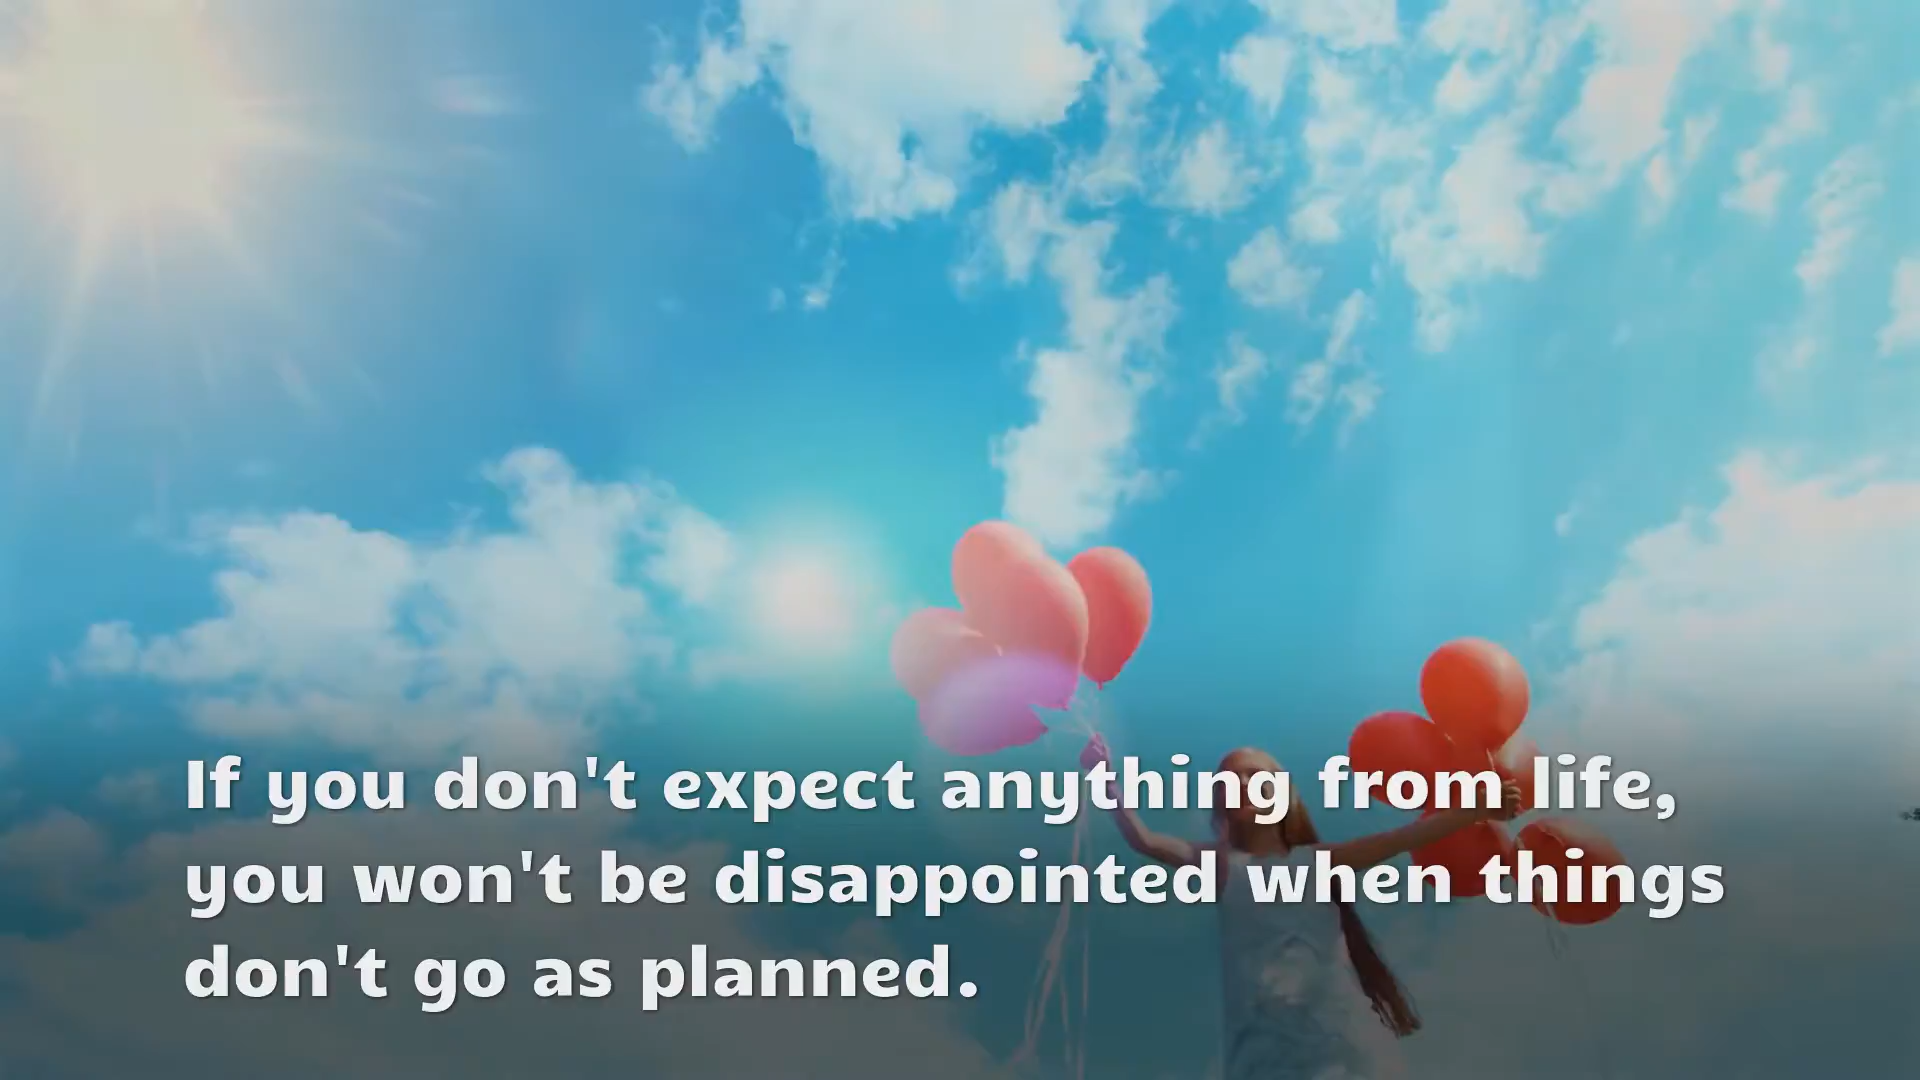 If you don't expect anything from life,
you won't be disappointed when things
don't go as planned.